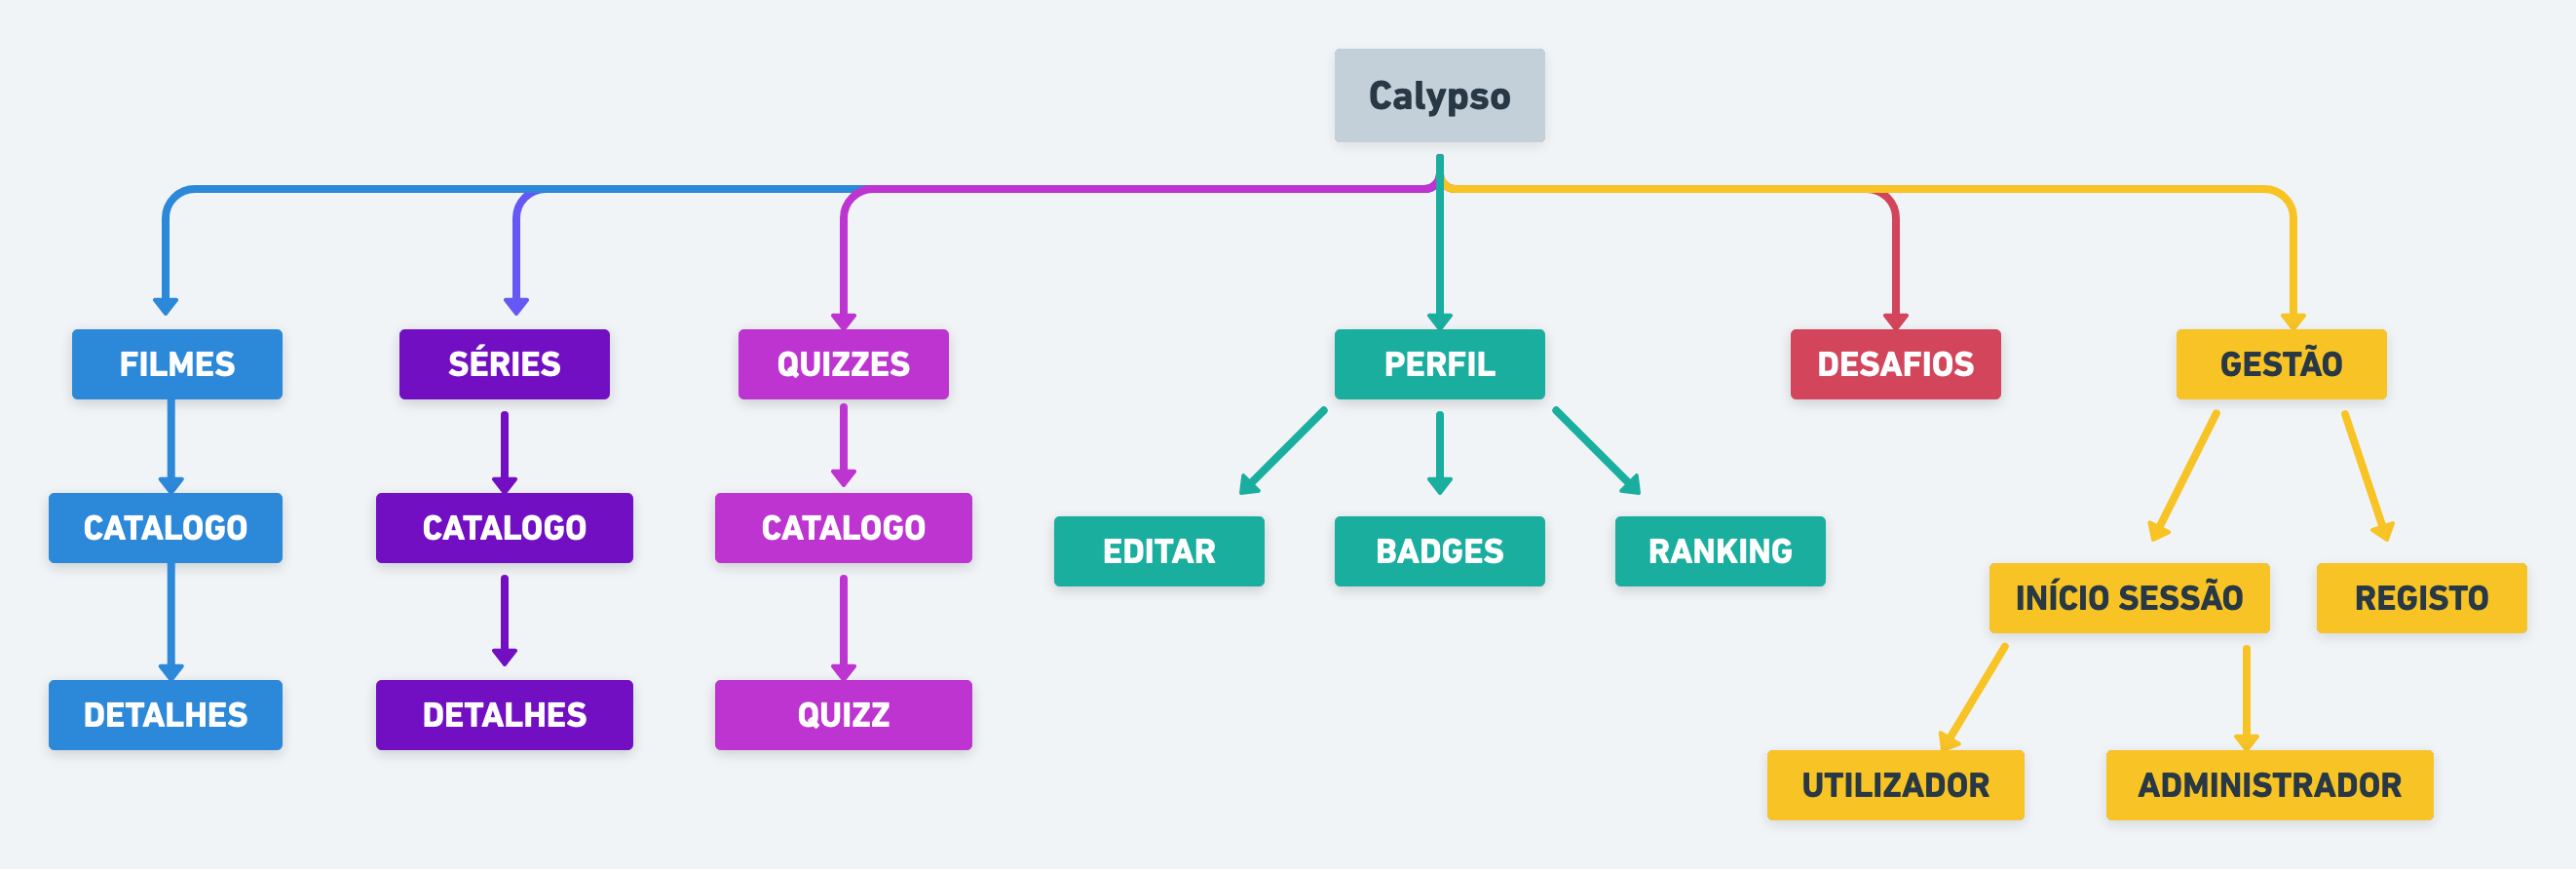 Calypso
FILMES
SÉRIES
QUIZZES
PERFIL
DESAFIOS
GESTÃO
CATALOGO
CATALOGO
CATALOGO
EDITAR
BADGES
RANKING
INÍCIO SESSÃO
REGISTO
DETALHES
DETALHES
QUIZZ
UTILIZADOR
ADMINISTRADOR